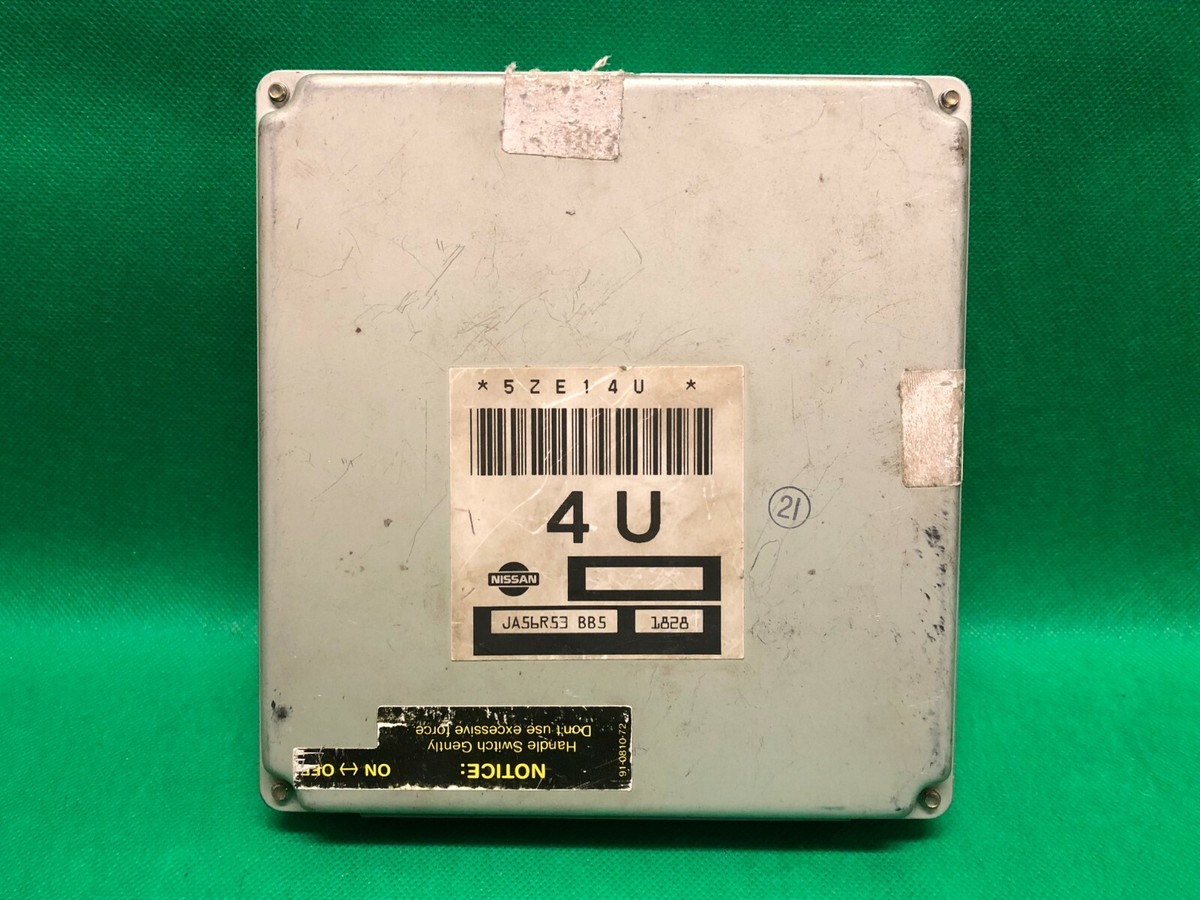 *5ZE14U *
4 U
21
NISSAN
JA56R53 BB5 1828
NOTICE:
Handle Switch Gently
Don't use excessive force
ON (–) OFF
91-0810-72